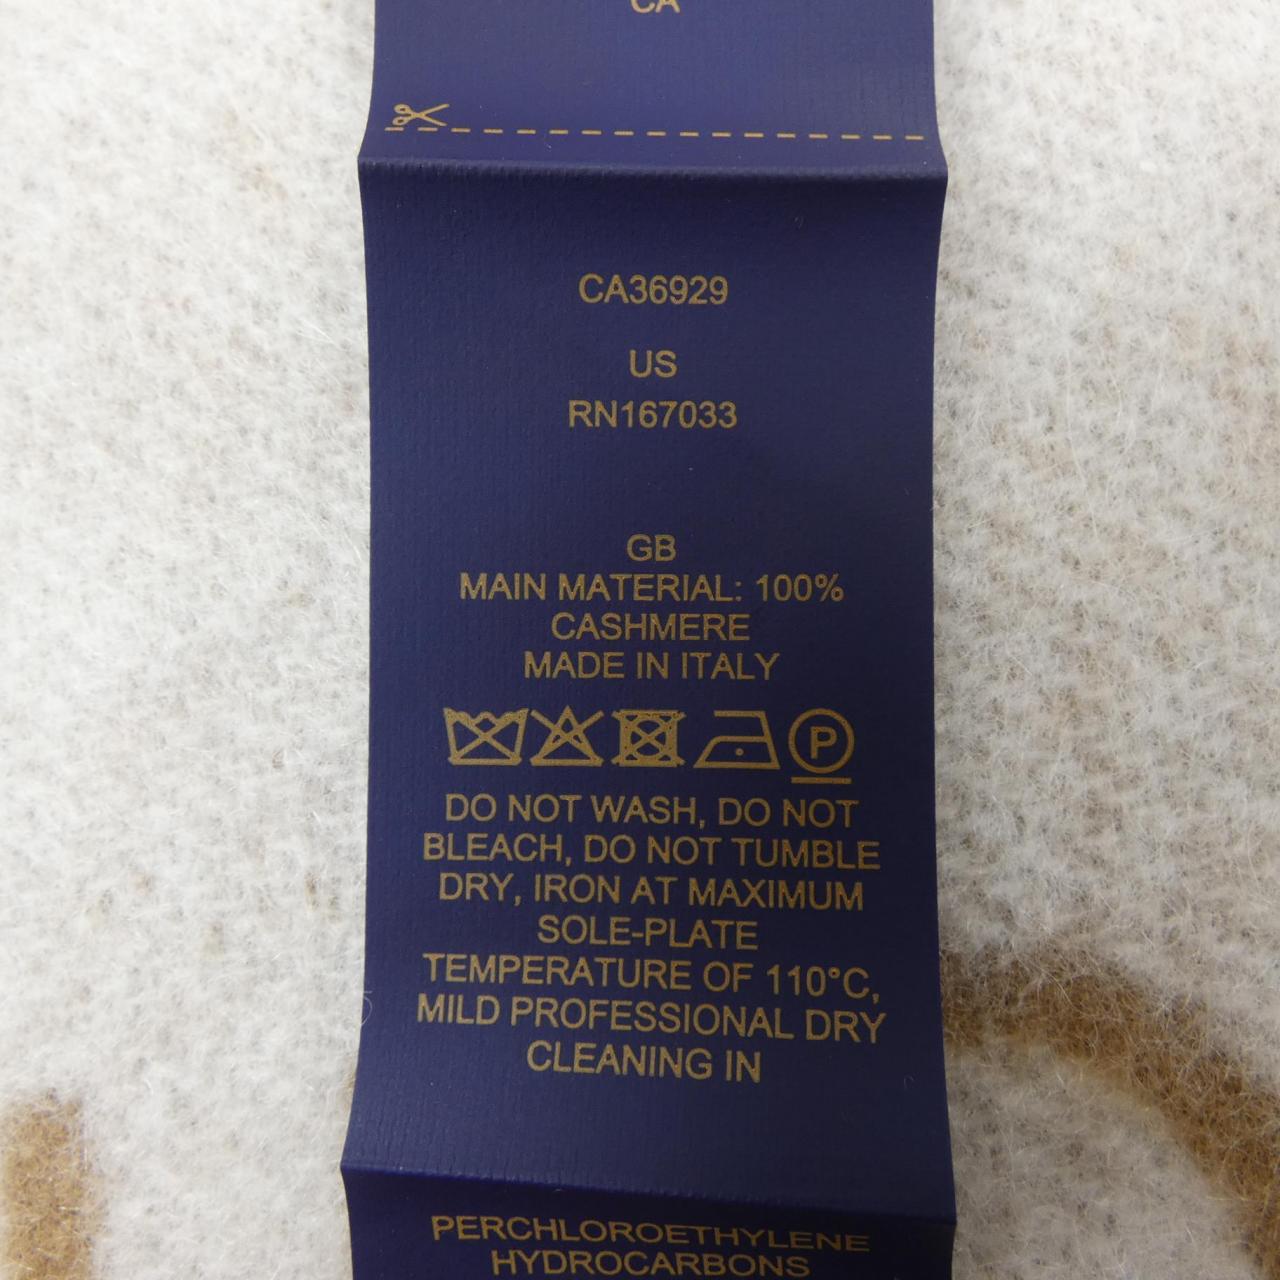 CA
CA36929
US
RN167033
GB
MAIN MATERIAL: 100%
CASHMERE
MADE IN ITALY
P
DO NOT WASH, DO NOT
BLEACH, DO NOT TUMBLE
DRY, IRON AT MAXIMUM
SOLE-PLATE
TEMPERATURE OF 110°C,
MILD PROFESSIONAL DRY
CLEANING IN
PERCHLOROETHYLENE
HYDROCARBONS